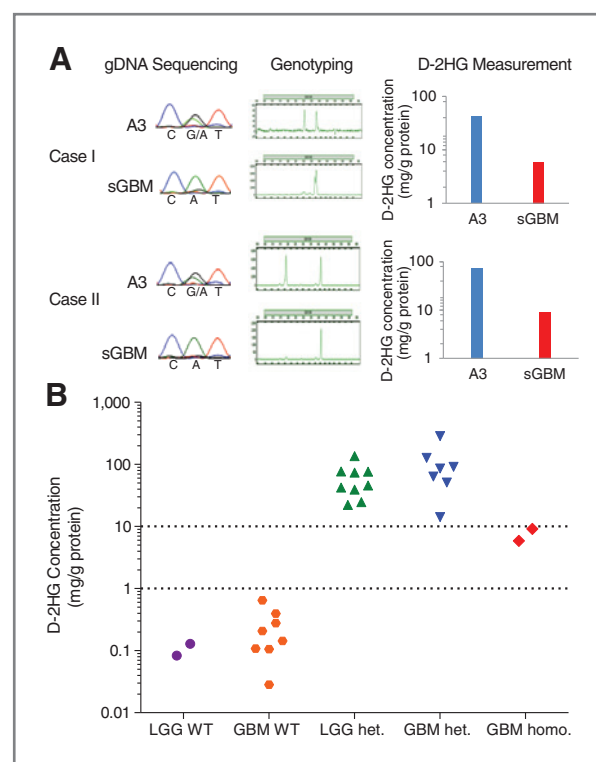 A
gDNA Sequencing Genotyping D-2HG Measurement
A3
C G/A T
Case I
sGBM
C A T
D-2HG concentration
(mg/g protein)
100
10
1
A3 sGBM
A3
C G/A T
Case II
sGBM
C A T
D-2HG concentration
(mg/g protein)
100
10
1
A3 sGBM
B
D-2HG Concentration
(mg/g protein)
1,000
100
10
1
0.1
0.01
LGG WT GBM WT LGG het. GBM het. GBM homo.